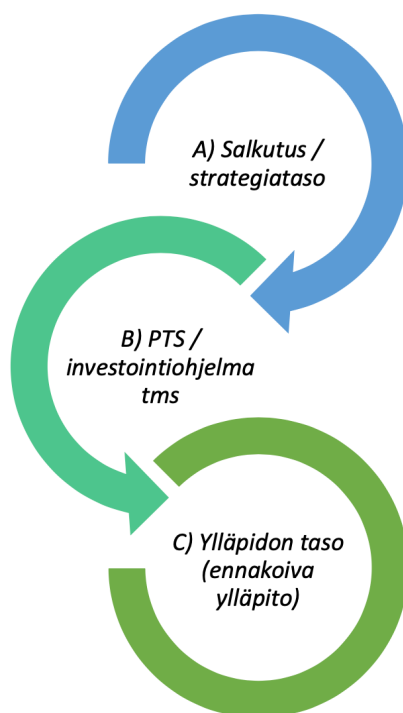 A) Salkutus /
strategiataso
B) PTS /
investointiohjelma
tms
C) Ylläpidon taso
(ennakoiva
ylläpito)